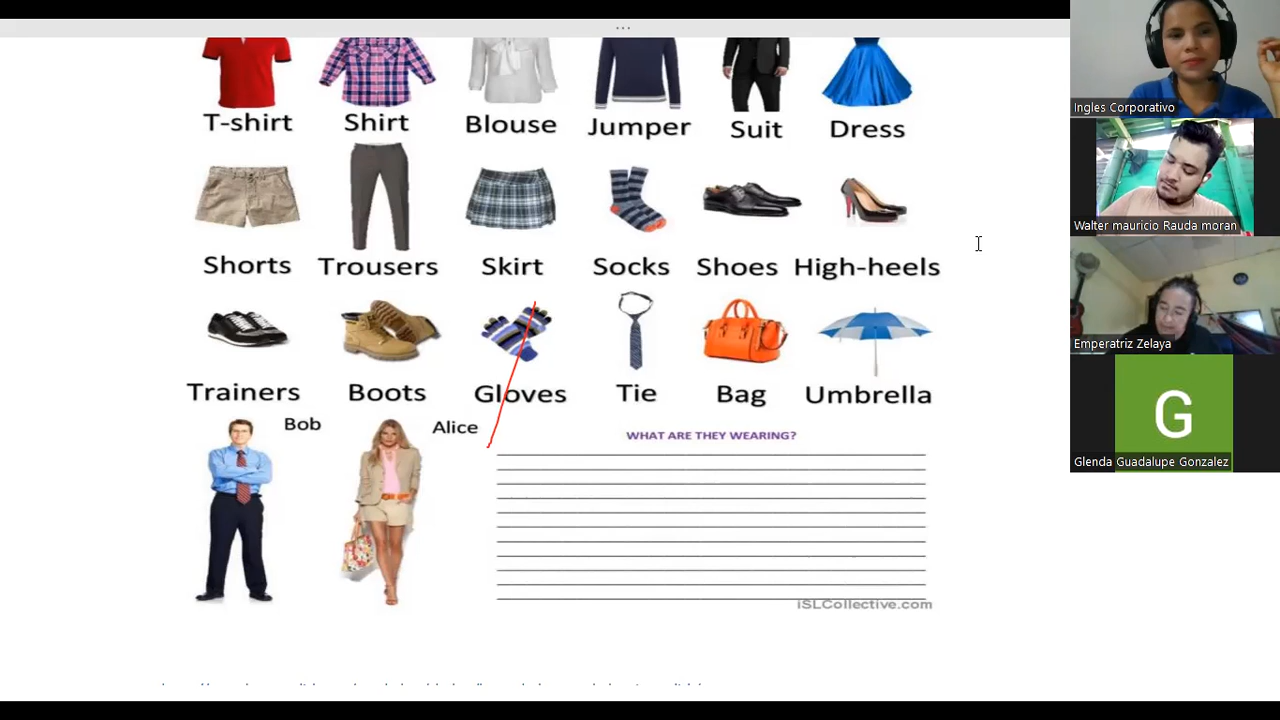 T-shirt Shirt Blouse Jumper Suit Dress
Shorts Trousers Skirt Socks Shoes High-heels
Trainers Boots Gloves Tie Bag Umbrella
Bob Alice
WHAT ARE THEY WEARING?
iSLCollective.com
Ingles Corporativo
Walter mauricio Rauda moran
Emperatriz Zelaya
G
Glenda Guadalupe Gonzalez